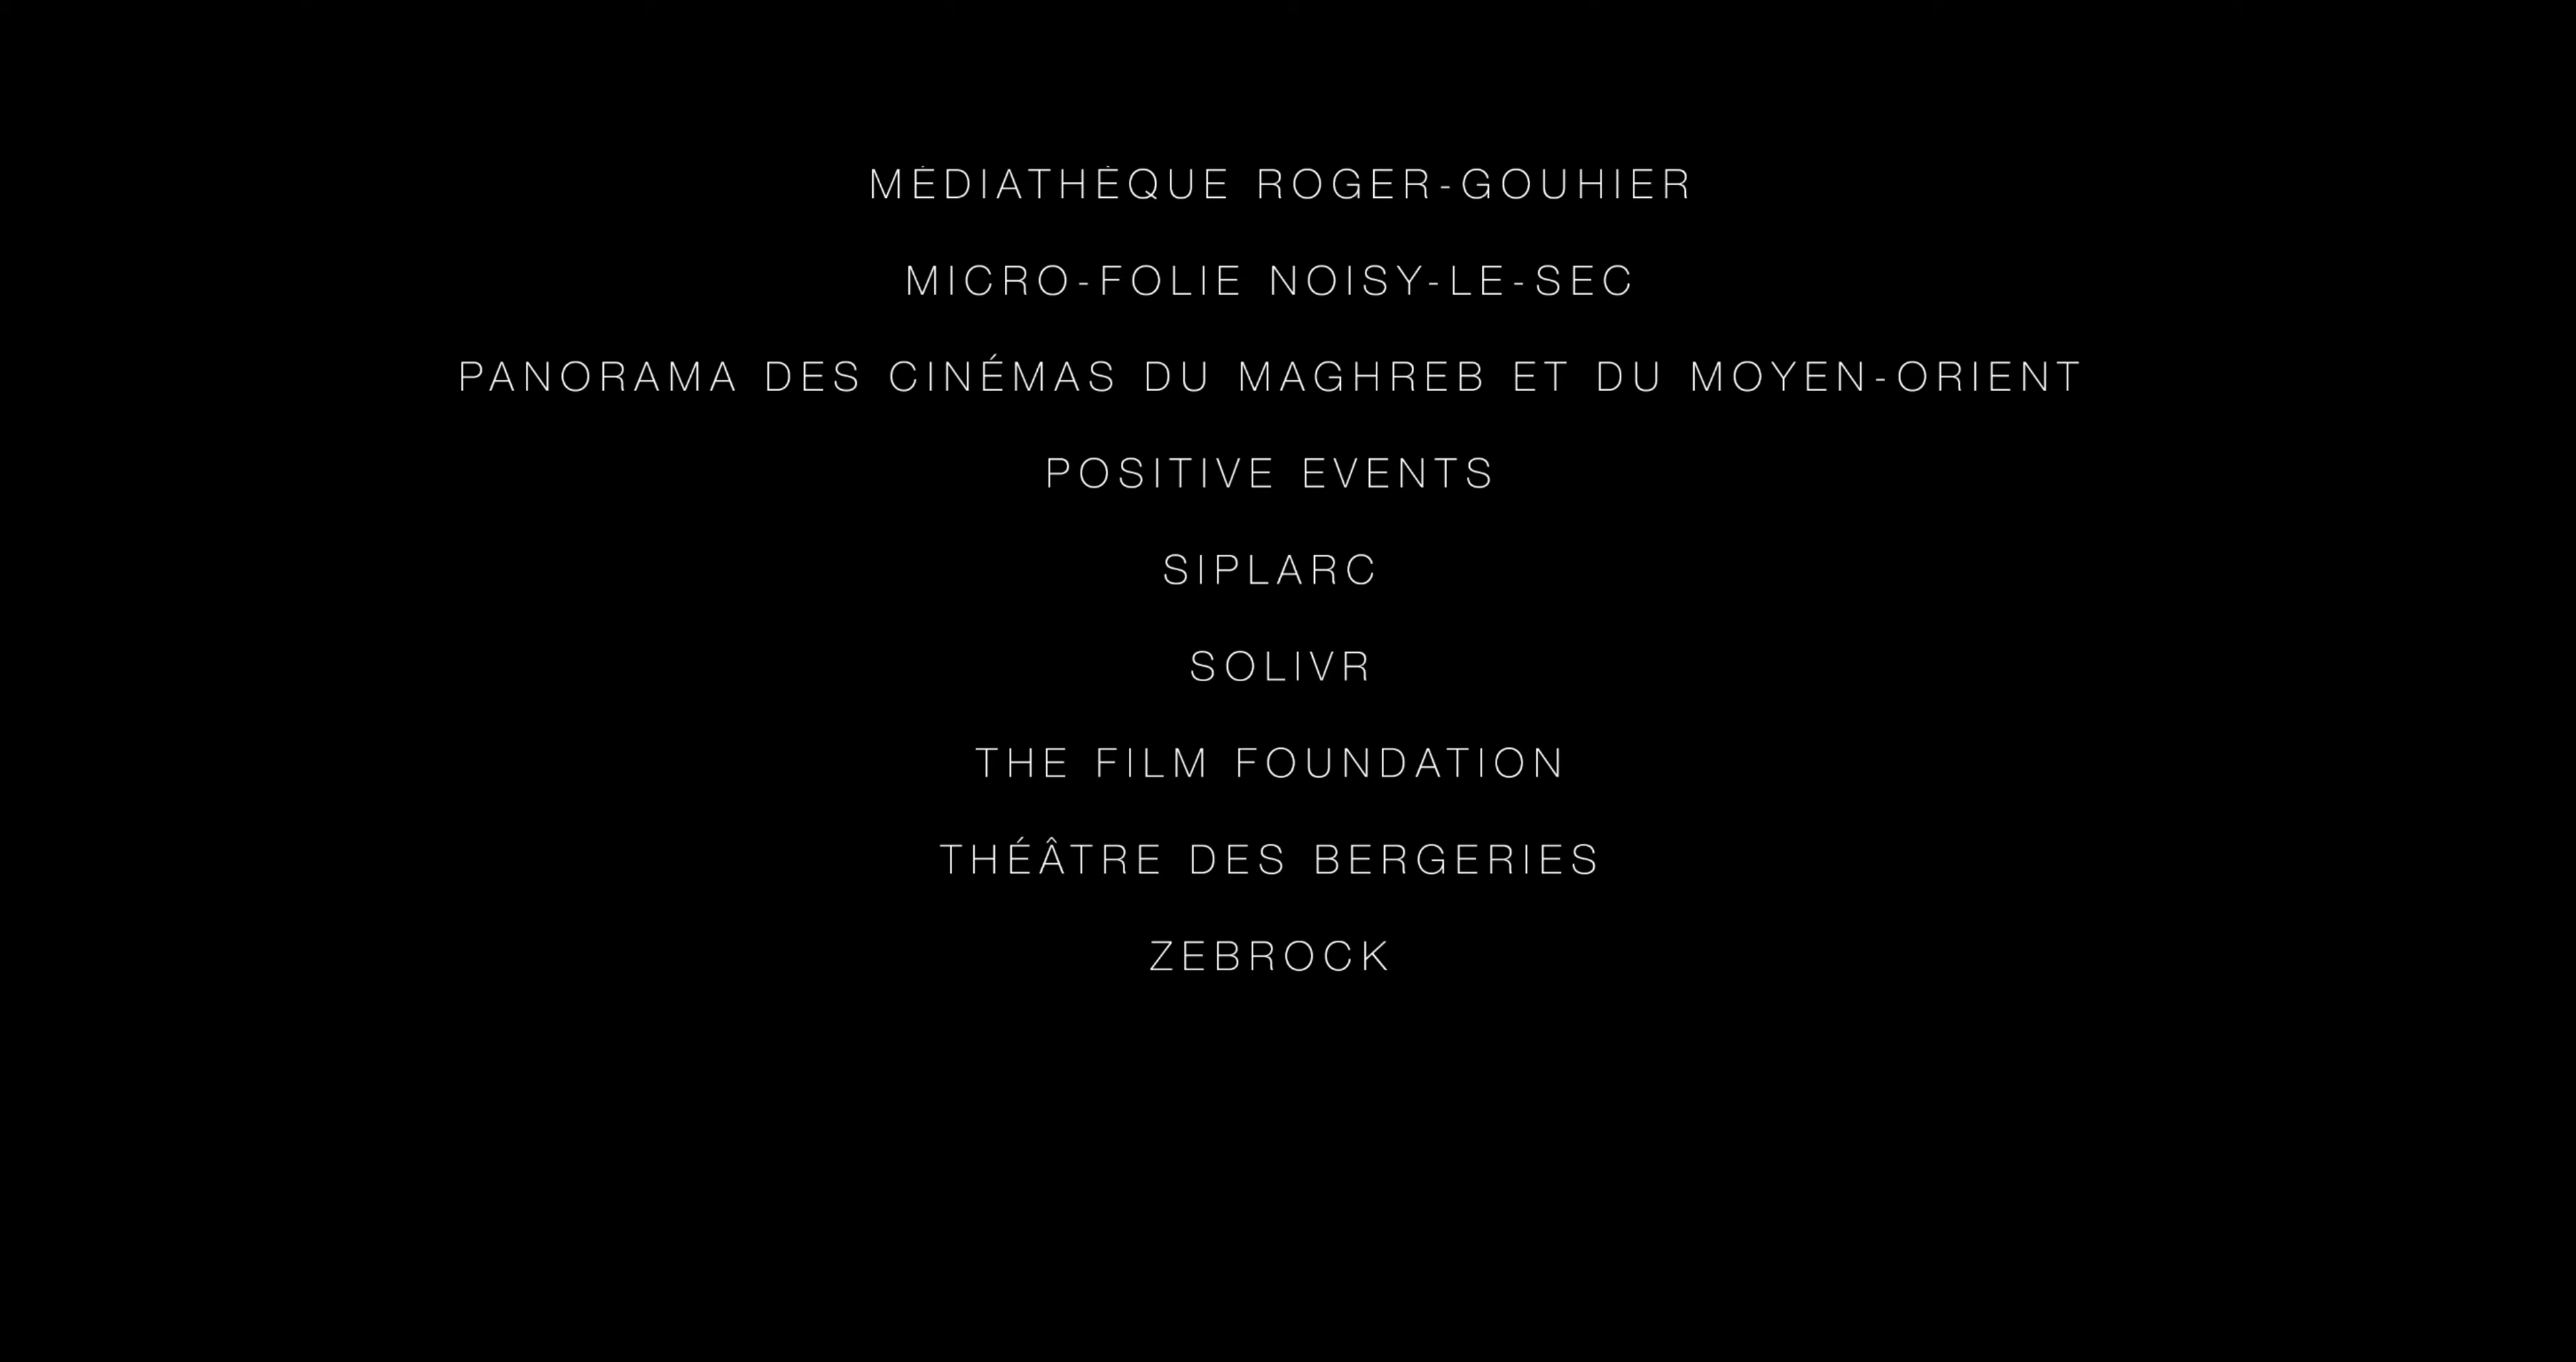 MÉDIATHÈQUE ROGER-GOUHIER
MICRO-FOLIE NOISY-LE-SEC
PANORAMA DES CINÉMAS DU MAGHREB ET DU MOYEN-ORIENT
POSITIVE EVENTS
SIPLARC
SOLIVR
THE FILM FOUNDATION
THÉÂTRE DES BERGERIES
ZEBROCK